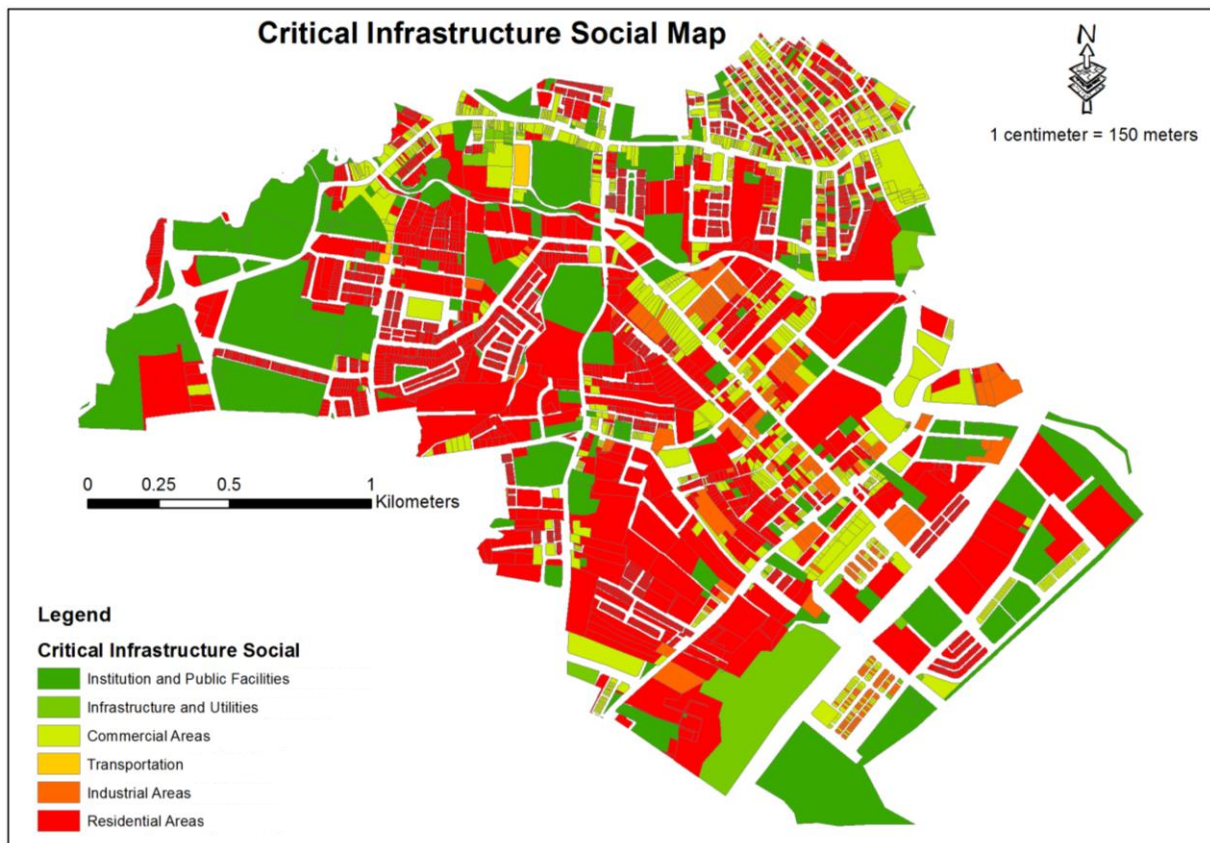 Critical Infrastructure Social Map
N
1 centimeter = 150 meters
0 0.25 0.5 1
Kilometers
Legend
Critical Infrastructure Social
Institution and Public Facilities
Infrastructure and Utilities
Commercial Areas
Transportation
Industrial Areas
Residential Areas